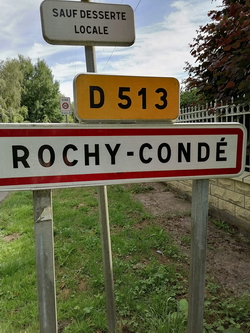 SAUF DESSERTE
LOCALE
D 513
ROCHY-CONDÉ